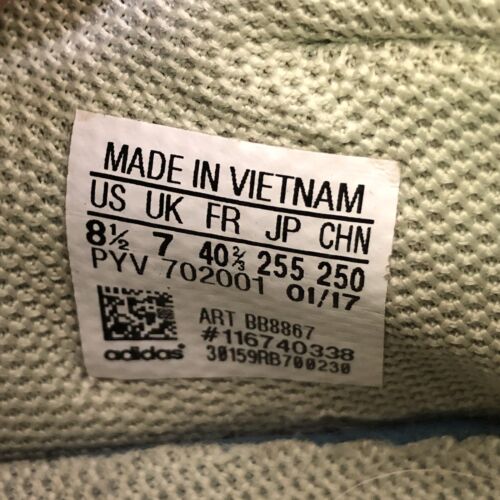 MADE IN VIETNAM
US UK FR JP CHN
8½ 7 40⅔ 255 250
PYV 702001 01/17
ART BB8867
#116740338
adidas® 30159RB700230